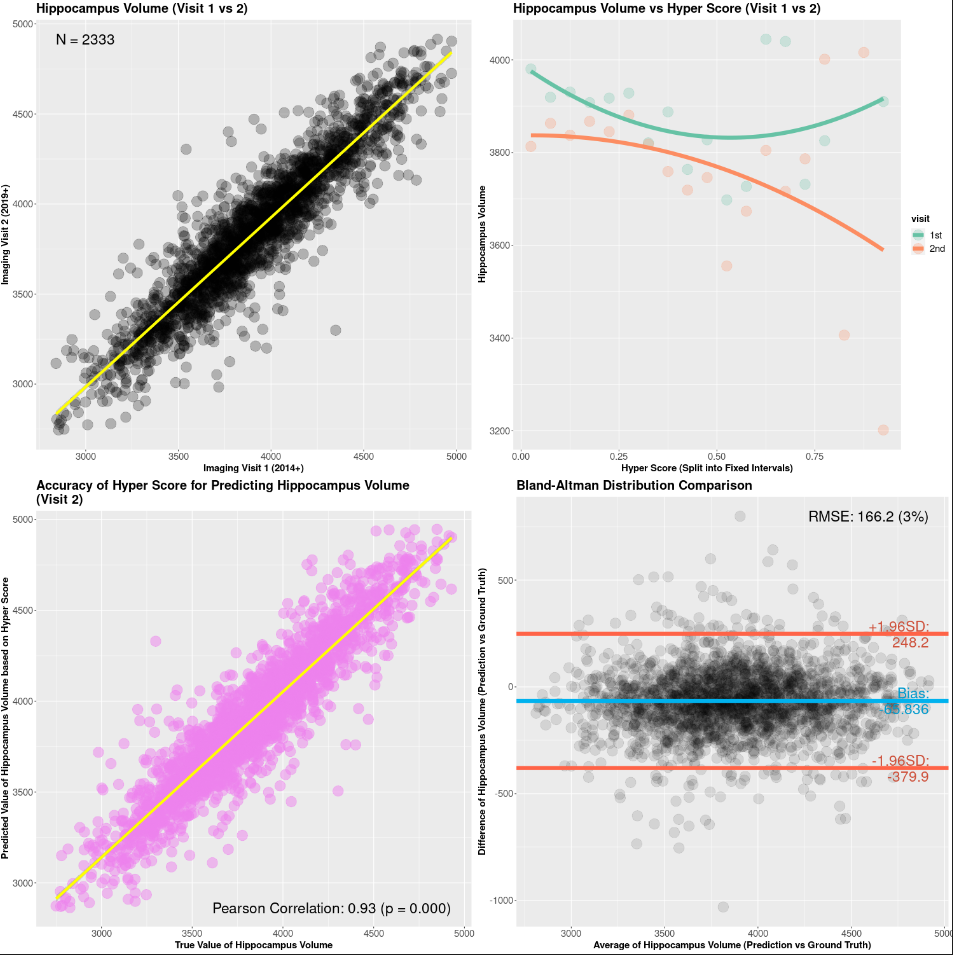 Hippocampus Volume (Visit 1 vs 2)
N = 2333
5000
4500
4000
3500
3000
Imaging Visit 2 (2019+)
3000 3500 4000 4500 5000
Imaging Visit 1 (2014+)
Hippocampus Volume vs Hyper Score (Visit 1 vs 2)
4000
3800
3600
3400
3200
Hippocampus Volume
0.00 0.25 0.50 0.75
Hyper Score (Split into Fixed Intervals)
visit
1st
2nd
Accuracy of Hyper Score for Predicting Hippocampus Volume
(Visit 2)
5000
4500
4000
3500
3000
Predicted Value of Hippocampus Volume based on Hyper Score
Pearson Correlation: 0.93 (p = 0.000)
3000 3500 4000 4500 5000
True Value of Hippocampus Volume
Bland-Altman Distribution Comparison
RMSE: 166.2 (3%)
500
0
-500
-1000
Difference of Hippocampus Volume (Prediction vs Ground Truth)
+1.96SD:
248.2
Bias:
-1.96SD:
-379.9
3000 3500 4000 4500 5000
Average of Hippocampus Volume (Prediction vs Ground Truth)